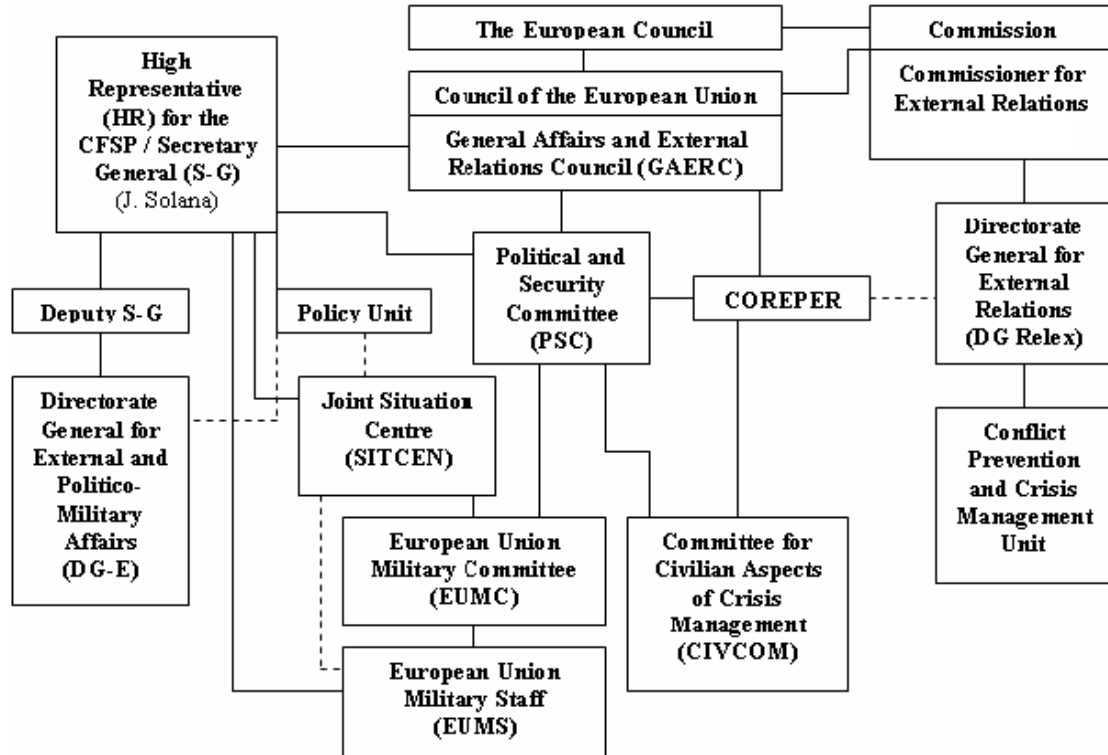 The European Council
Commission
Commissioner for
External Relations
High
Representative
(HR) for the
CFSP / Secretary
General (S-G)
(J. Solana)
Council of the European Union
General Affairs and External
Relations Council (GAERC)
Political and
Security
Committee
(PSC)
COREPER
Directorate
General for
External
Relations
(DG Relex)
Deputy S-G
Policy Unit
Directorate
General for
External and
Politico-
Military
Affairs
(DG-E)
Joint Situation
Centre
(SITCEN)
Conflict
Prevention
and Crisis
Management
Unit
European Union
Military Committee
(EUMC)
Committee for
Civilian Aspects
of Crisis
Management
(CIVCOM)
European Union
Military Staff
(EUMS)